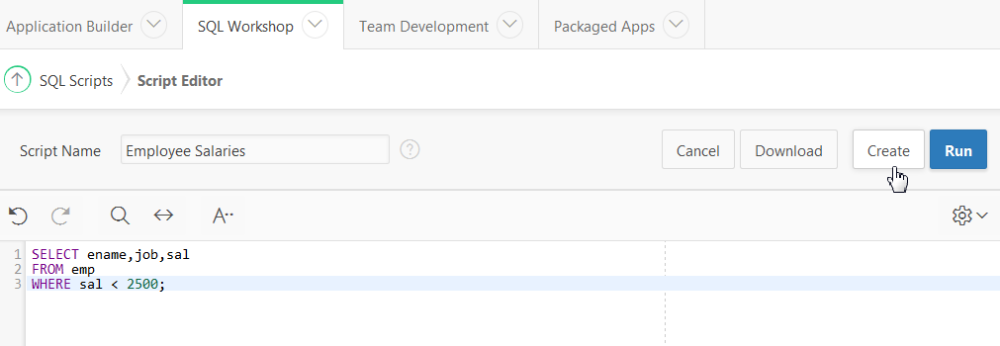 Application Builder SQL Workshop Team Development Packaged Apps
SQL Scripts Script Editor
Script Name Employee Salaries ? Cancel Download Create Run
A··
1 SELECT ename,job,sal
2 FROM emp
3 WHERE sal < 2500;